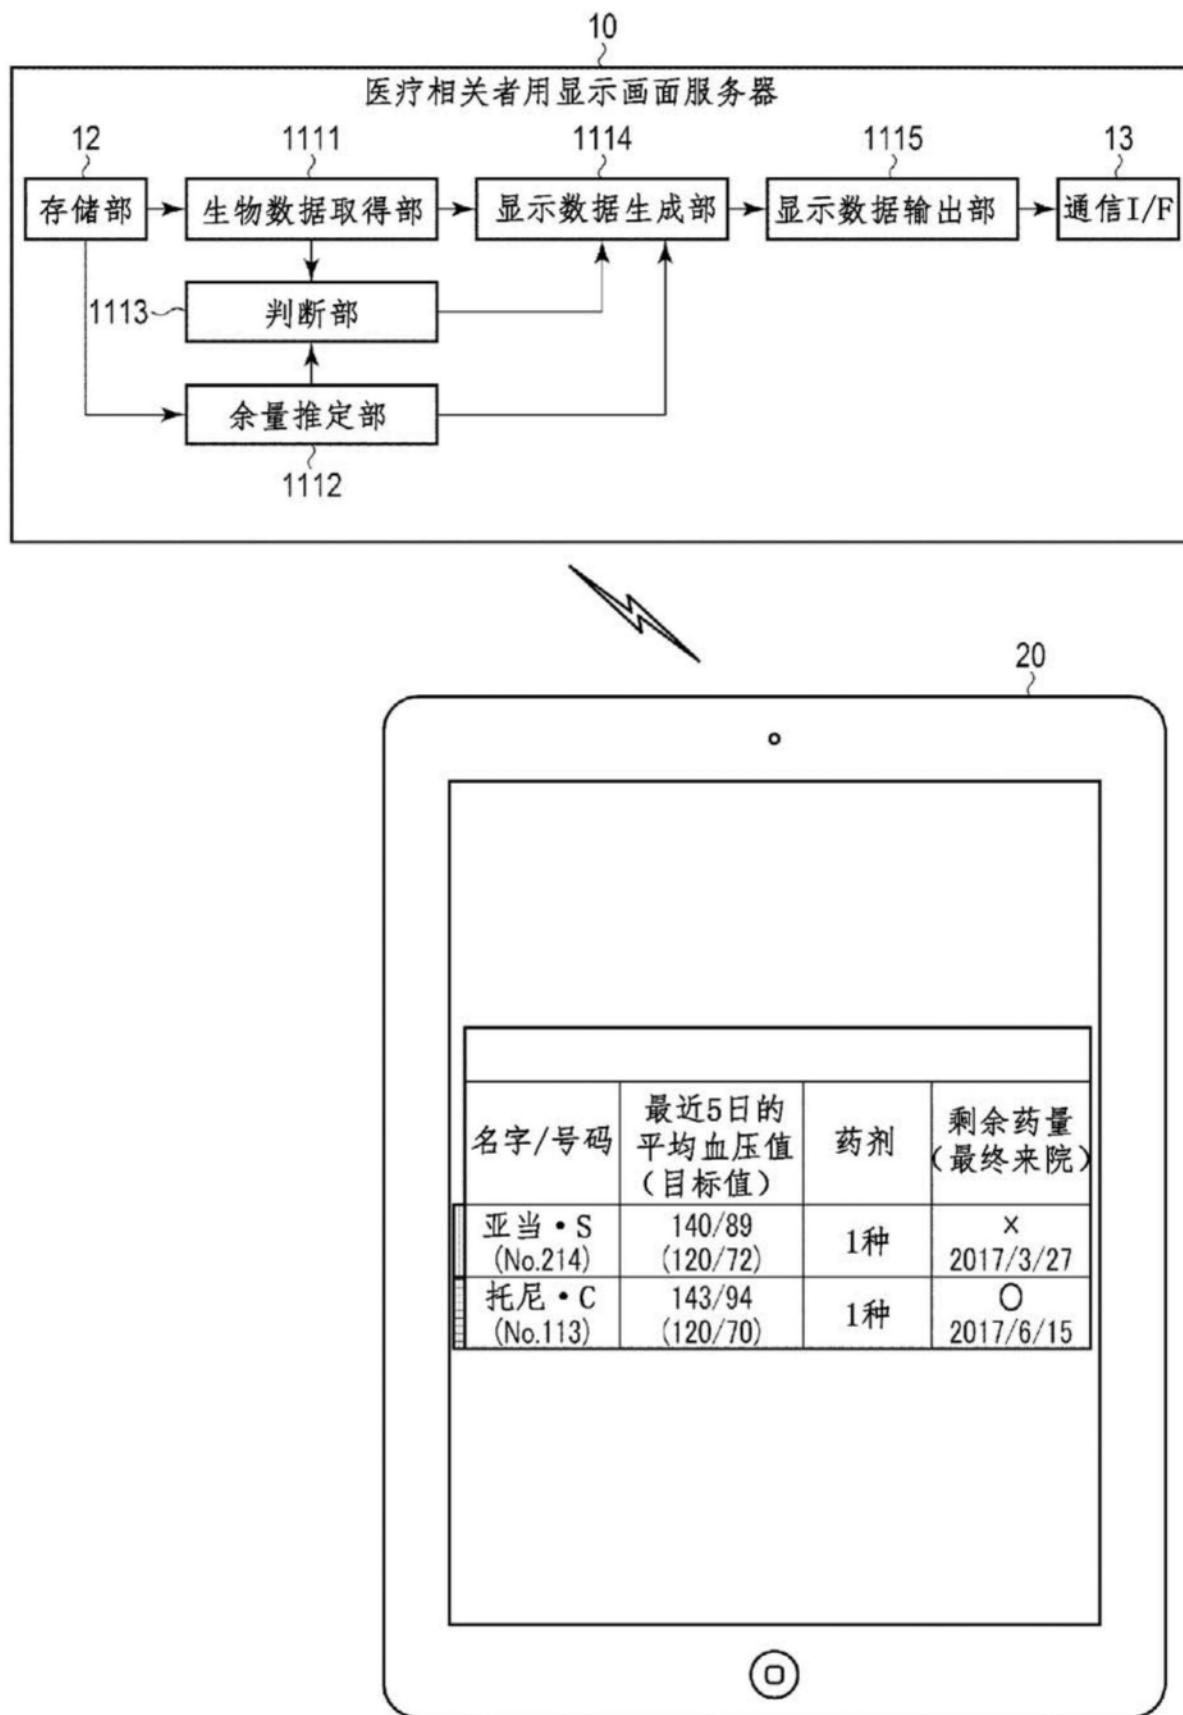 10
医疗相关者用显示画面服务器
12
1111
1114
1115
13
存储部
生物数据取得部
显示数据生成部
显示数据输出部
通信I/F
1113
判断部
余量推定部
1112
20
名字/号码
最近5日的
平均血压值
(目标值)
药剂
剩余药量
(最终来院)
亚当·S
(No.214)
140/89
(120/72)
1种
×
2017/3/27
托尼·C
(No.113)
143/94
(120/70)
1种
○
2017/6/15